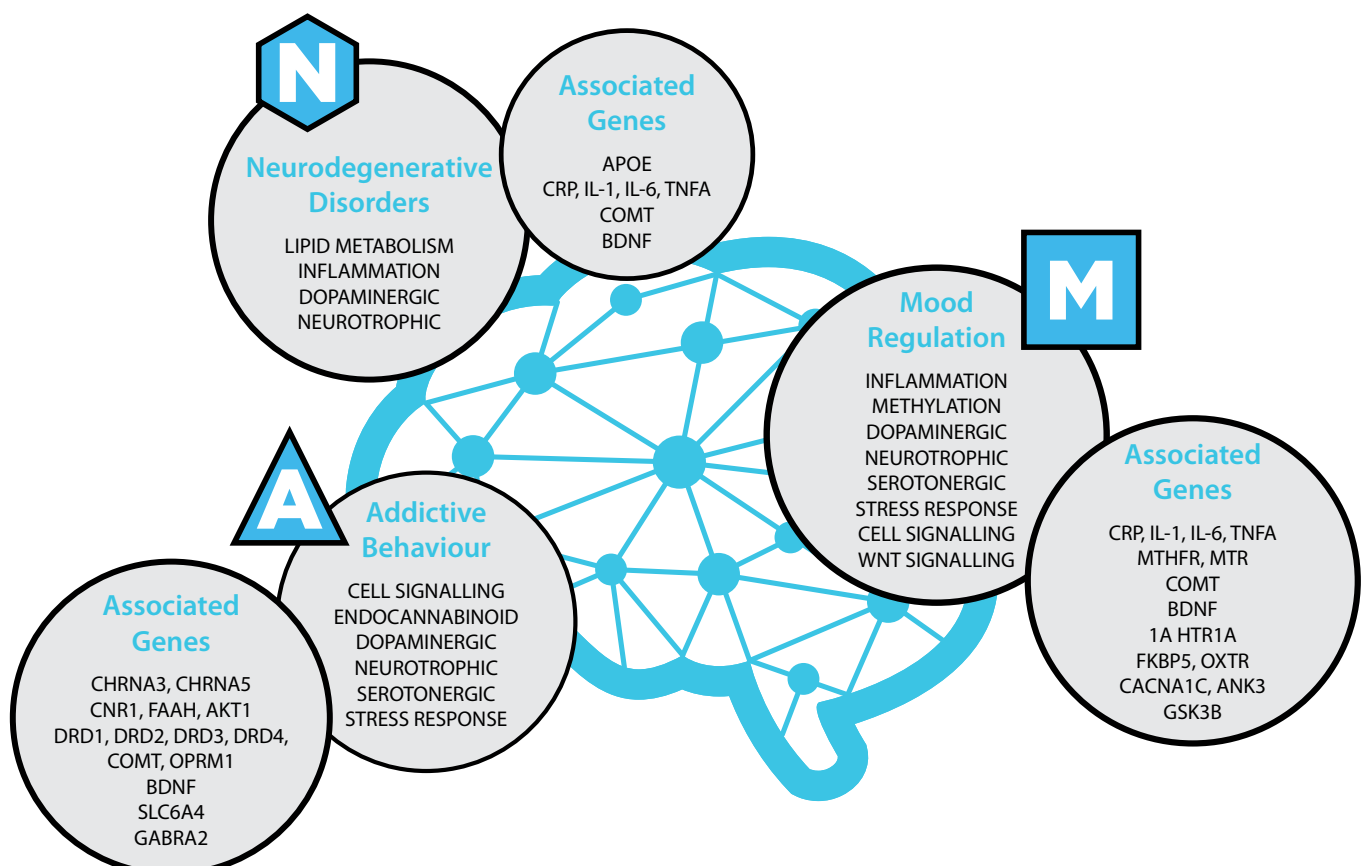 N
Neurodegenerative
Disorders
LIPID METABOLISM
INFLAMMATION
DOPAMINERGIC
NEUROTROPHIC
Associated
Genes
APOE
CRP, IL-1, IL-6, TNFA
COMT
BDNF
M
Mood
Regulation
INFLAMMATION
METHYLATION
DOPAMINERGIC
NEUROTROPHIC
SEROTONERGIC
STRESS RESPONSE
CELL SIGNALLING
WNT SIGNALLING
Associated
Genes
CRP, IL-1, IL-6, TNFA
MTHFR, MTR
COMT
BDNF
1A HTR1A
FKBP5, OXTR
CACNA1C, ANK3
GSK3B
A
Addictive
Behaviour
CELL SIGNALLING
ENDOCANNABINOID
DOPAMINERGIC
NEUROTROPHIC
SEROTONERGIC
STRESS RESPONSE
Associated
Genes
CHRNA3, CHRNA5
CNR1, FAAH, AKT1
DRD1, DRD2, DRD3, DRD4,
COMT, OPRM1
BDNF
SLC6A4
GABRA2